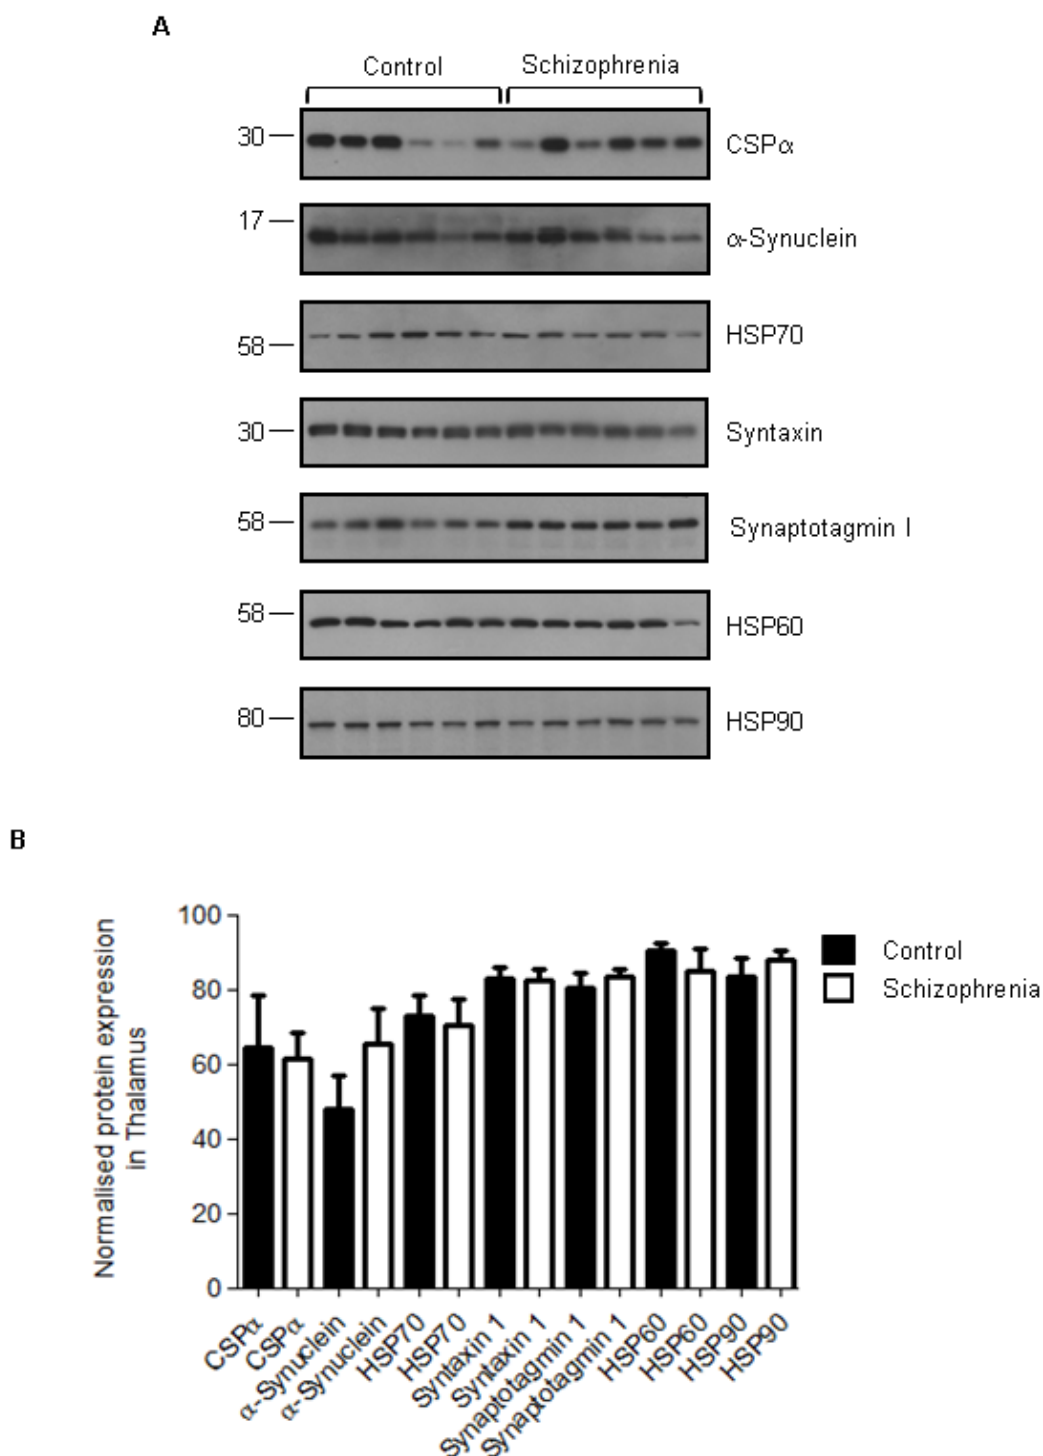 A
Control Schizophrenia
30 CSPα
17 α-Synuclein
58 HSP70
30 Syntaxin
58 Synaptotagmin I
58 HSP60
80 HSP90
B
Normalised protein expression
in Thalamus
100
80
60
40
20
0
Control
Schizophrenia
CSPα
CSPα
α-Synuclein
α-Synuclein
HSP70
HSP70
Syntaxin 1
Syntaxin 1
Synaptotagmin 1
Synaptotagmin 1
HSP60
HSP60
HSP90
HSP90